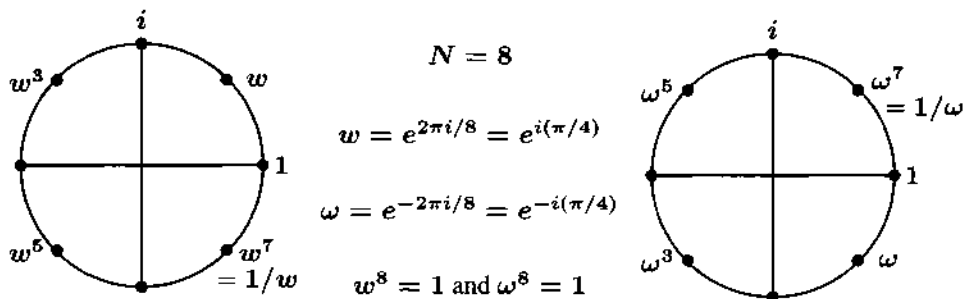 i
w³
w
1
w⁵
w⁷
= 1/w
N = 8
w = e^{2πi/8} = e^{i(π/4)}
ω = e^{-2πi/8} = e^{-i(π/4)}
w⁸ = 1 and ω⁸ = 1
i
ω⁵
ω⁷
= 1/ω
1
ω³
ω